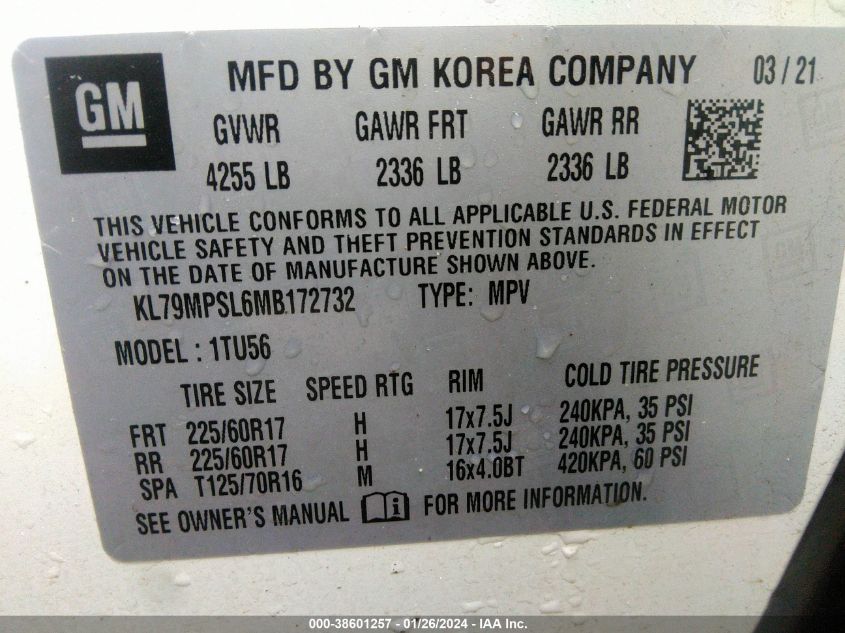 GM
MFD BY GM KOREA COMPANY 03/21
GVWR GAWR FRT GAWR RR
4255 LB 2336 LB 2336 LB
THIS VEHICLE CONFORMS TO ALL APPLICABLE U.S. FEDERAL MOTOR
VEHICLE SAFETY AND THEFT PREVENTION STANDARDS IN EFFECT
ON THE DATE OF MANUFACTURE SHOWN ABOVE.
KL79MPSL6MB172732 TYPE: MPV
MODEL : 1TU56
TIRE SIZE SPEED RTG RIM COLD TIRE PRESSURE
FRT 225/60R17 H 17x7.5J 240KPA, 35 PSI
RR 225/60R17 H 17x7.5J 240KPA, 35 PSI
SPA T125/70R16 M 16x4.0BT 420KPA, 60 PSI
SEE OWNER'S MANUAL i FOR MORE INFORMATION.
000-38601257 - 01/26/2024 - IAA Inc.